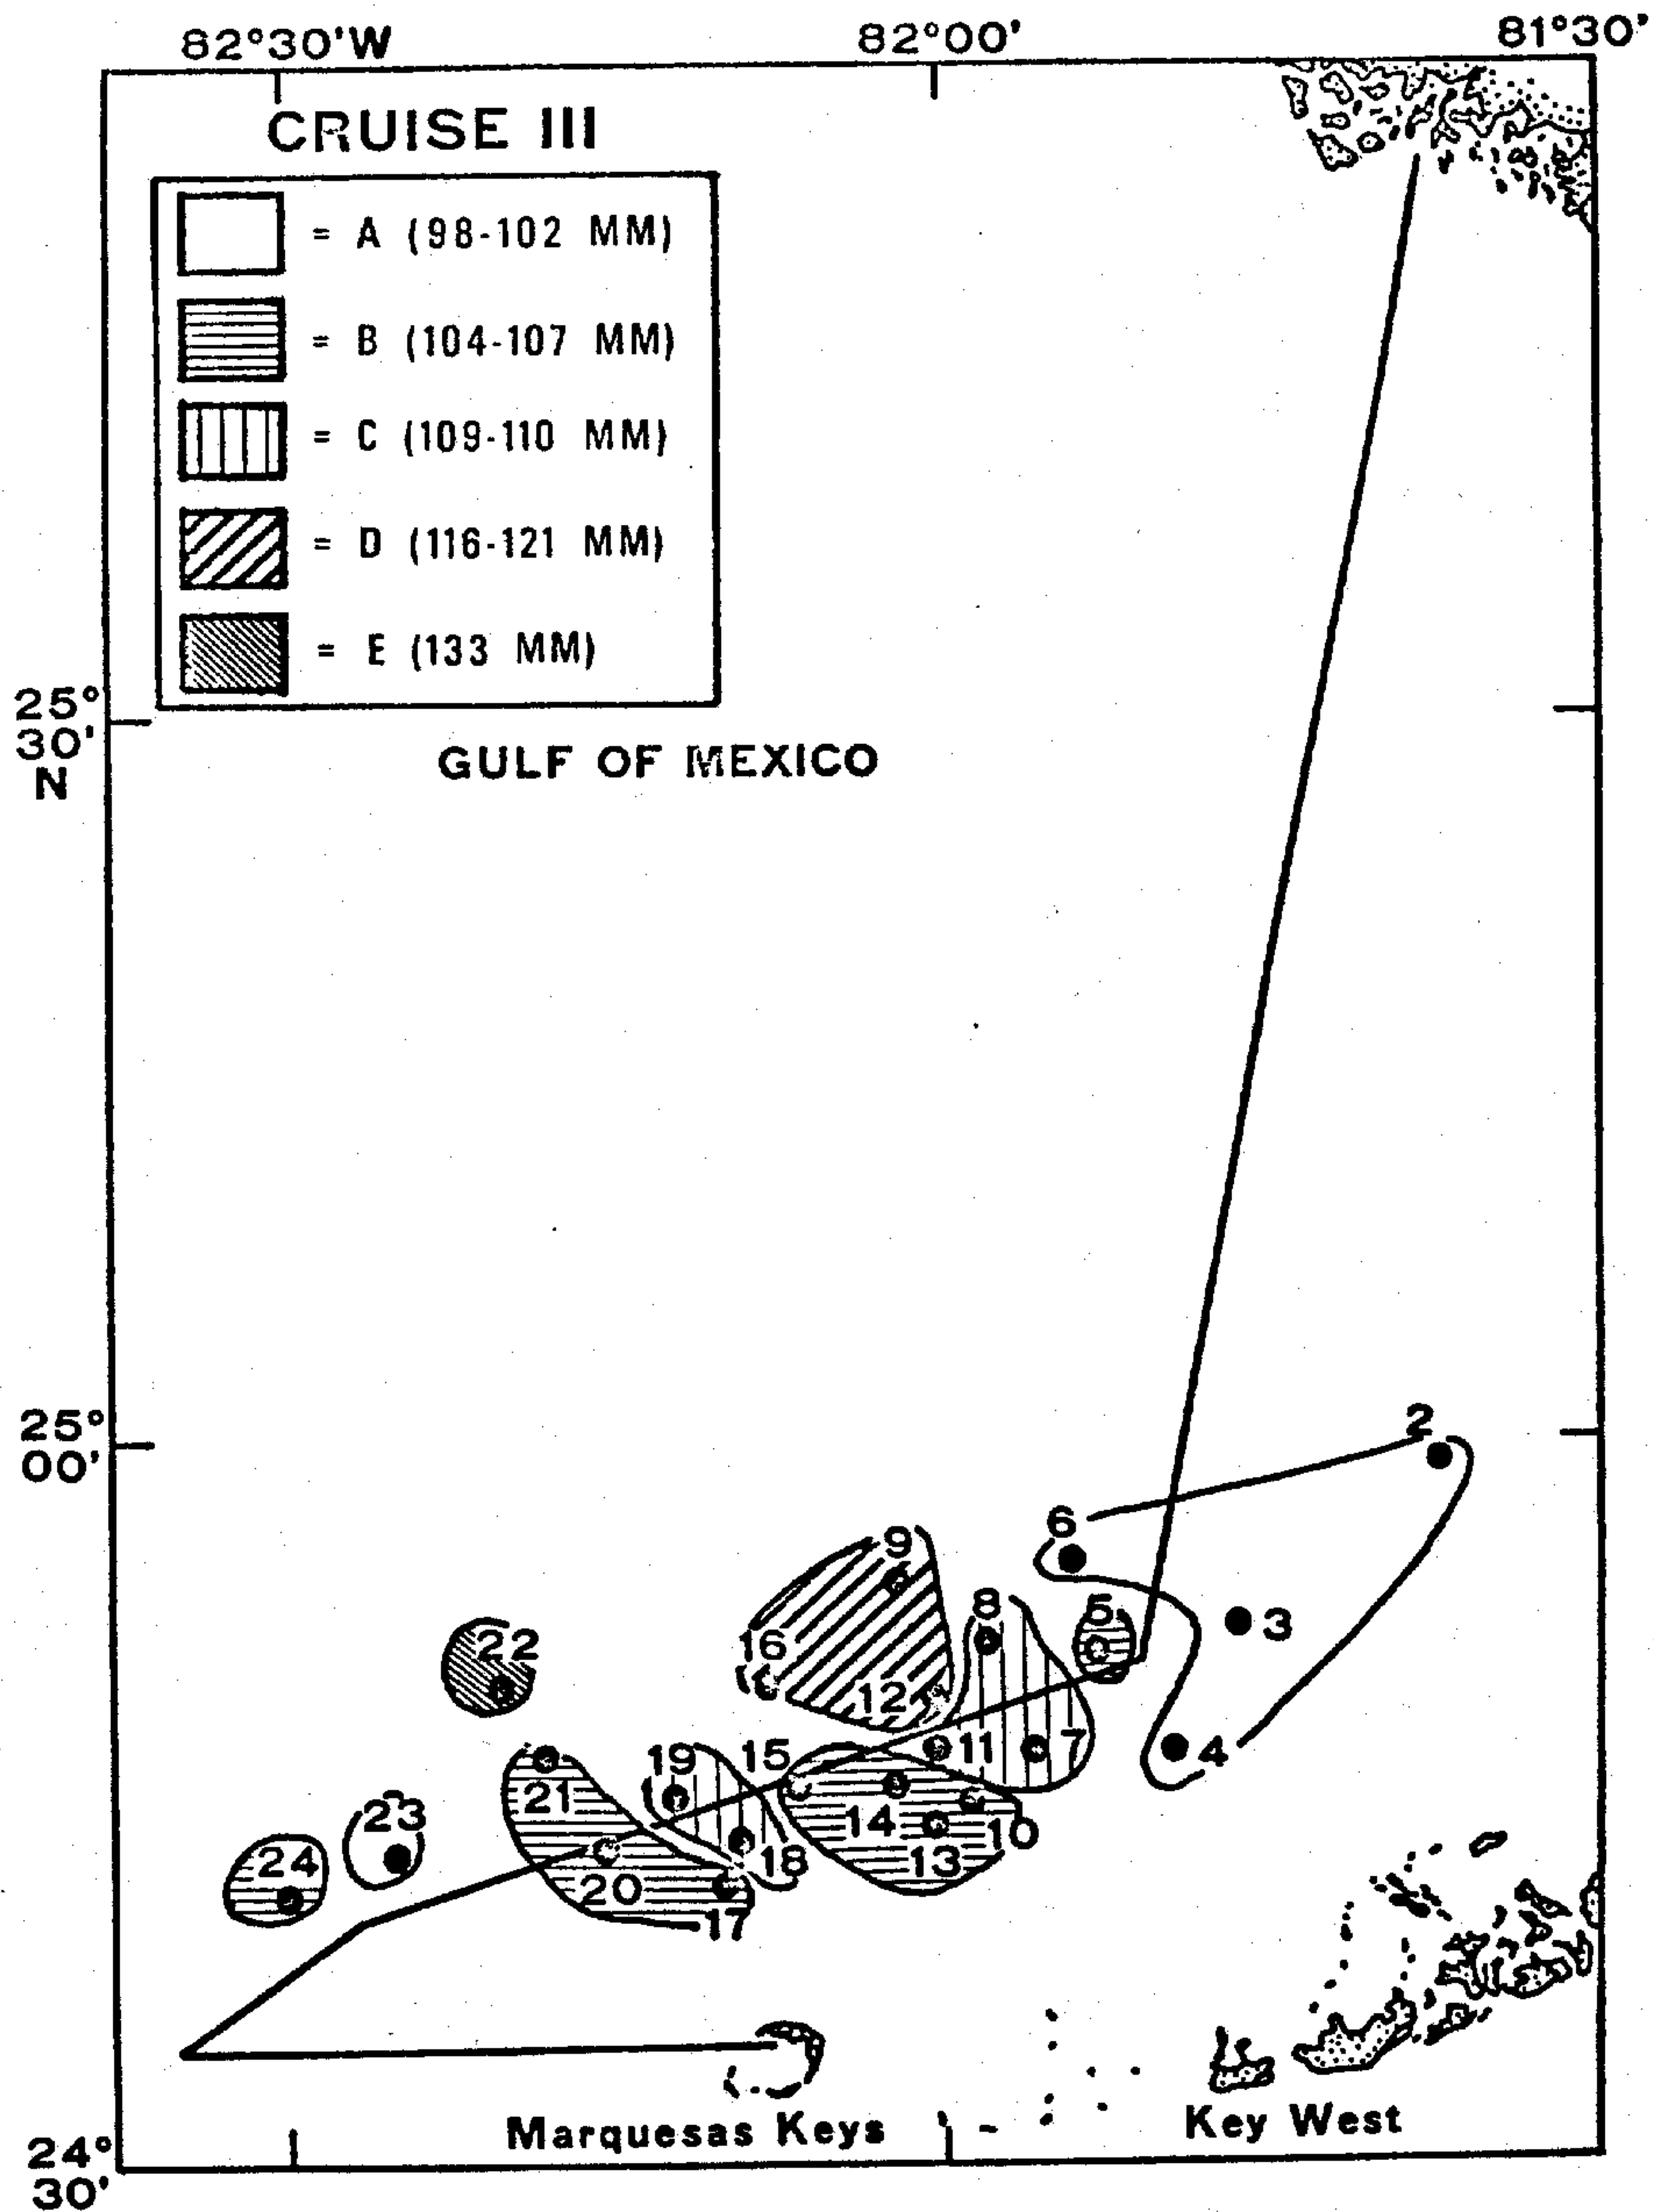 82°30'W 82°00' 81°30'
CRUISE III
= A (98-102 MM)
= B (104-107 MM)
= C (109-110 MM)
= D (116-121 MM)
= E (133 MM)
25°
30'
N
GULF OF MEXICO
25°
00'
2
6
9
8
5
3
22
16
12
4
19
15
11
7
21
23
14
10
18
13
24
20
17
Marquesas Keys
Key West
24°
30'